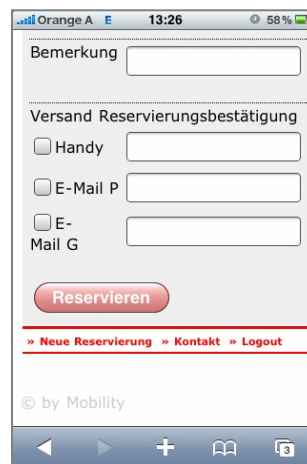 Orange A E 13:26 58%
Bemerkung
Versand Reservierungsbestätigung
Handy
E-Mail P
E-
Mail G
Reservieren
» Neue Reservierung » Kontakt » Logout
© by Mobility
3